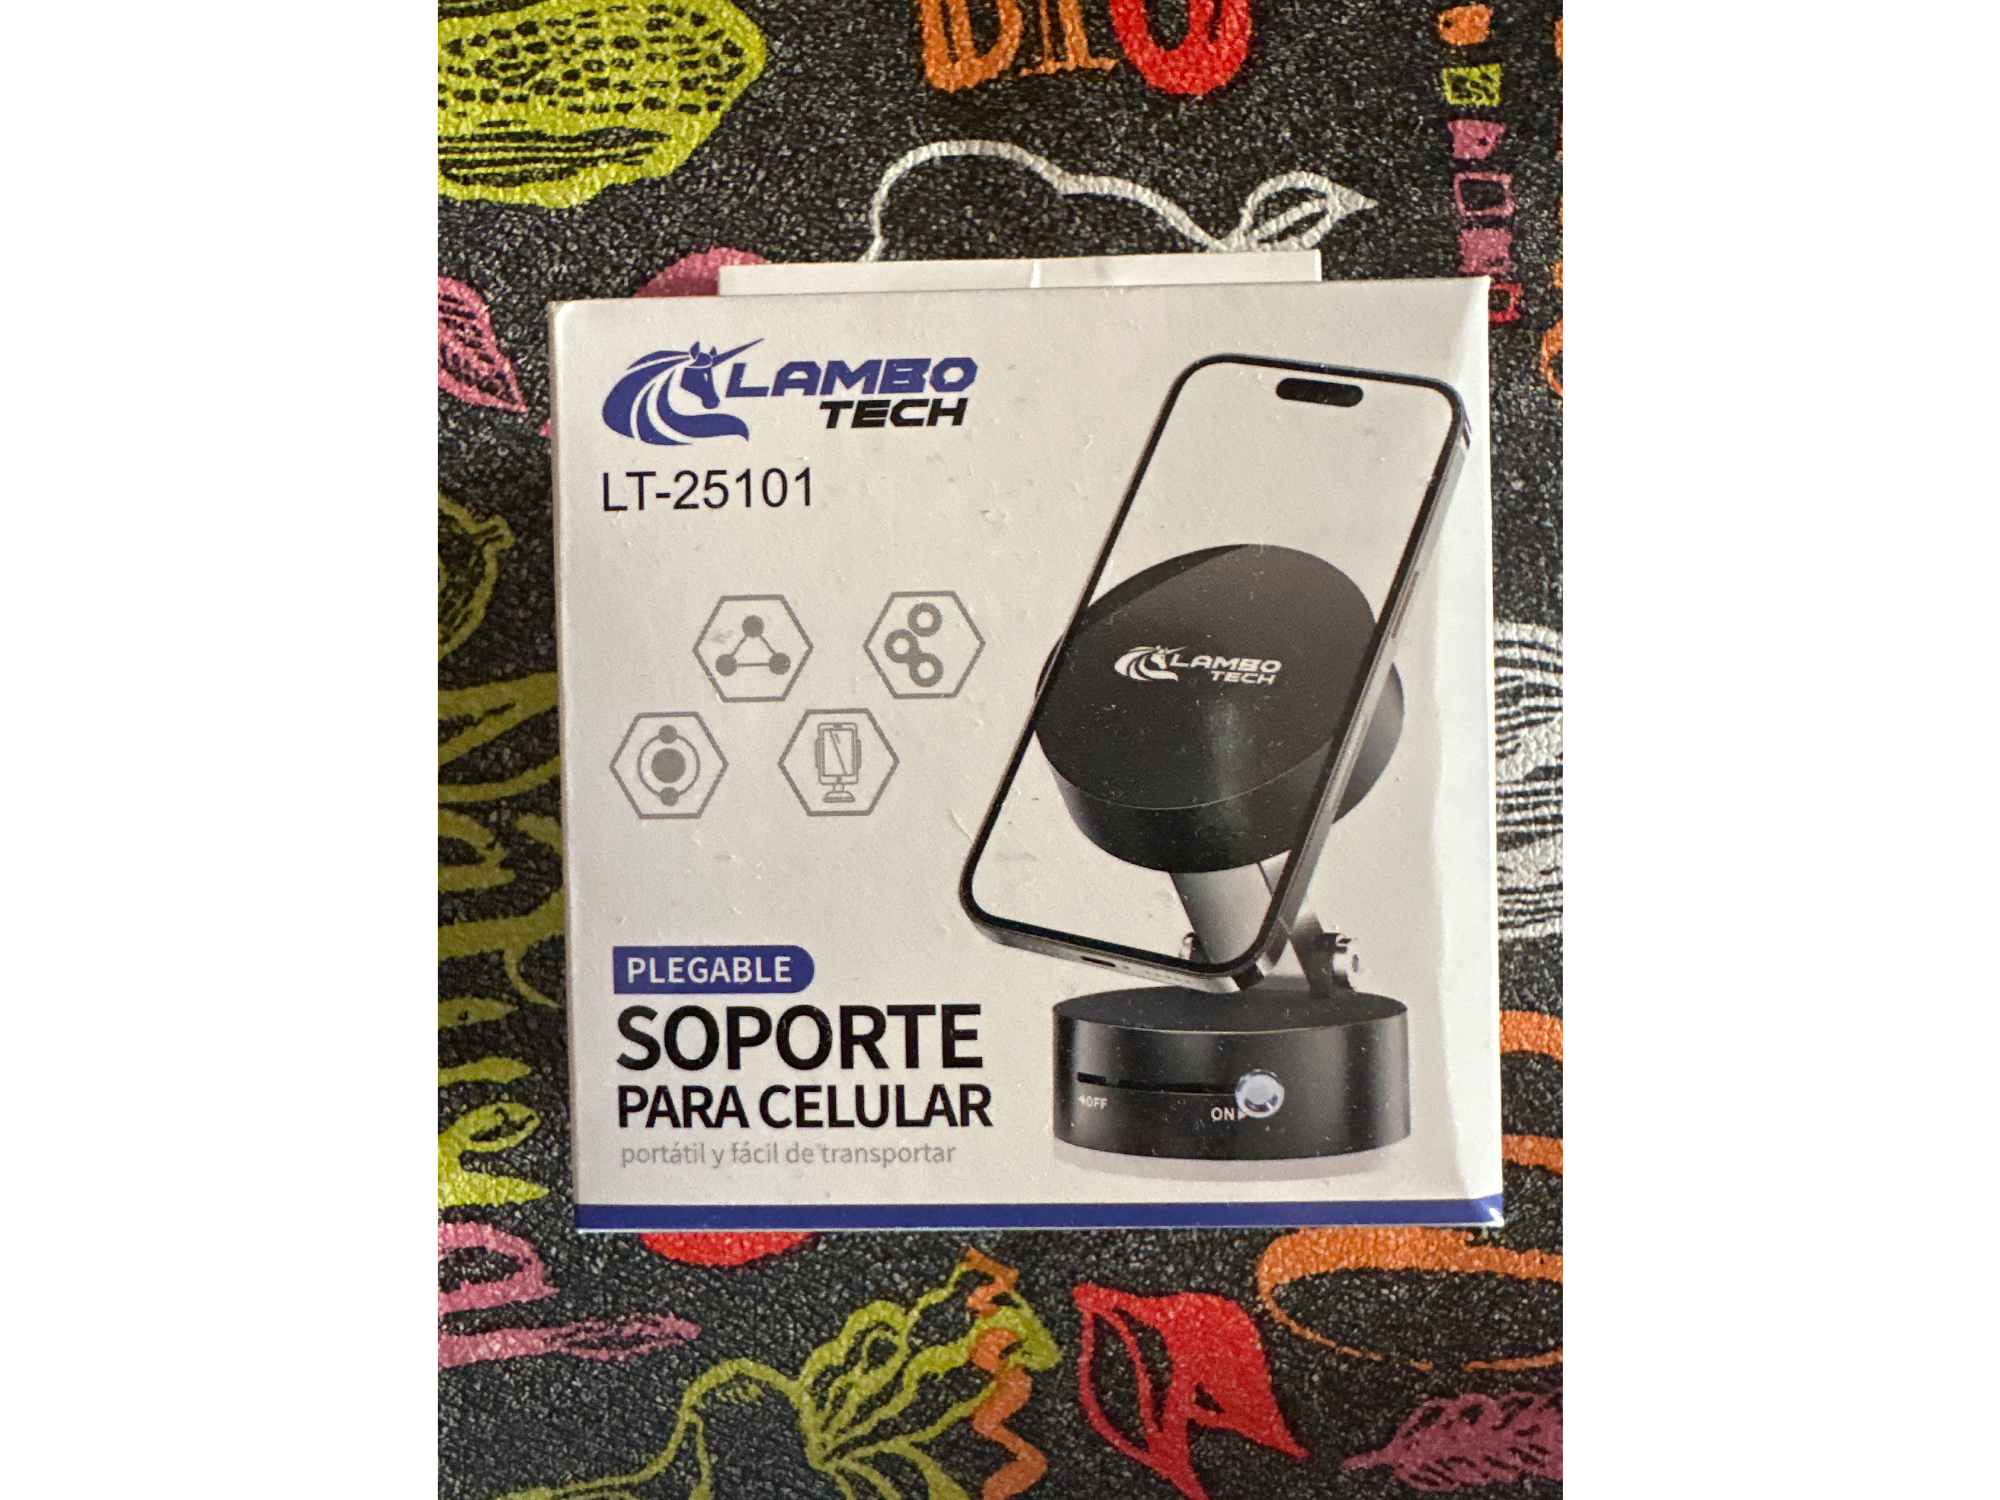 LAMBO
TECH
LT-25101
LAMBO
TECH
PLEGABLE
SOPORTE
PARA CELULAR
portátil y fácil de transportar
◀OFF
ON▶